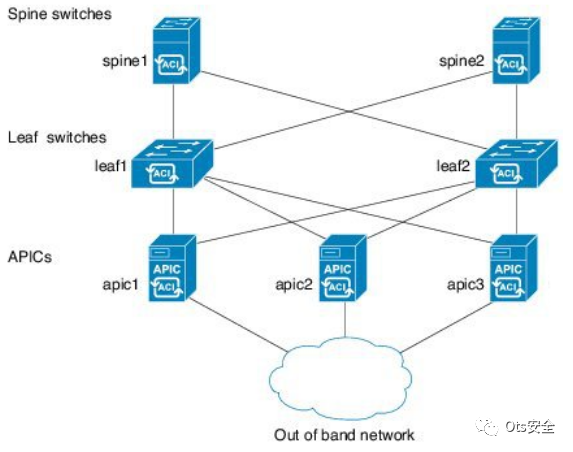 Spine switches
spine1
spine2
ACI
ACI
Leaf switches
leaf1
leaf2
ACI
ACI
APICs
apic1
apic2
apic3
APIC
ACI
APIC
ACI
APIC
ACI
Out of band network
Ots安全